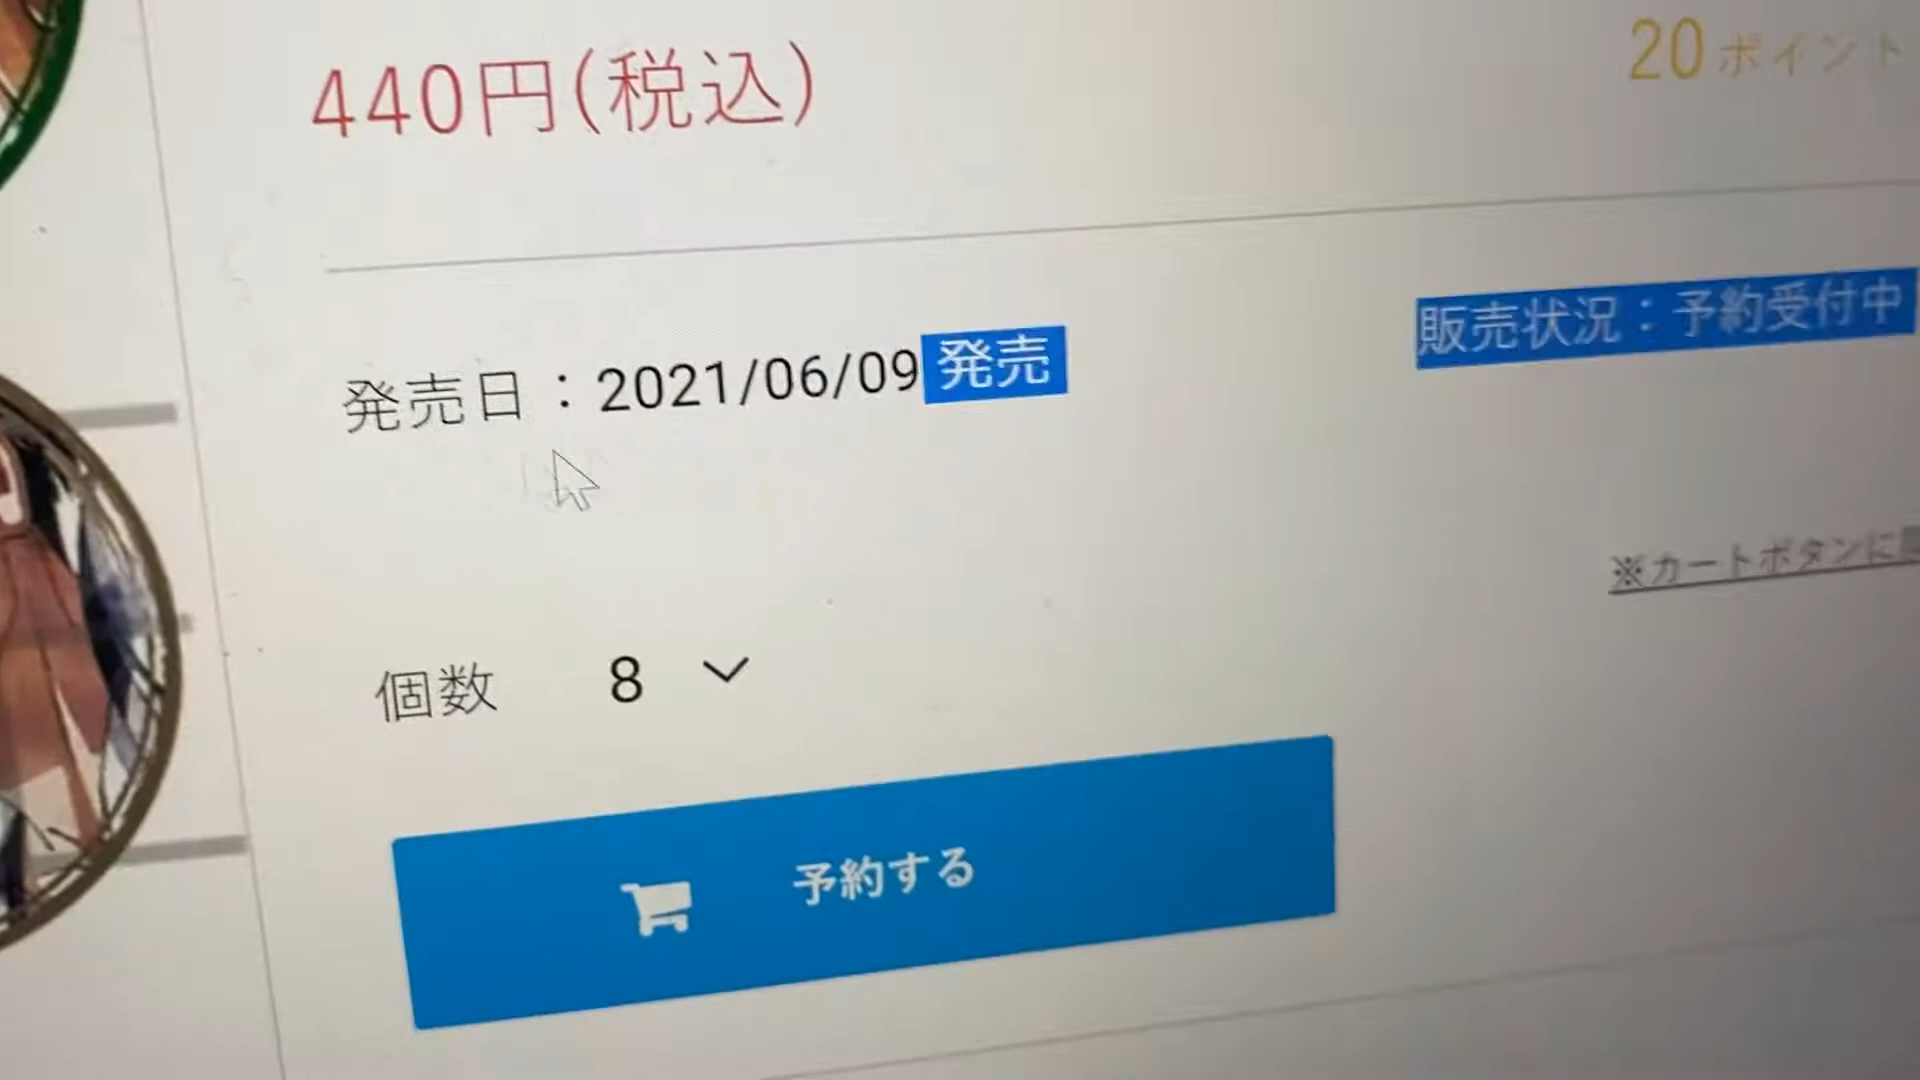 440円(税込)
20ポイント
発売日：2021/06/09発売
販売状況：予約受付中
※カートボタンに
個数 8
予約する